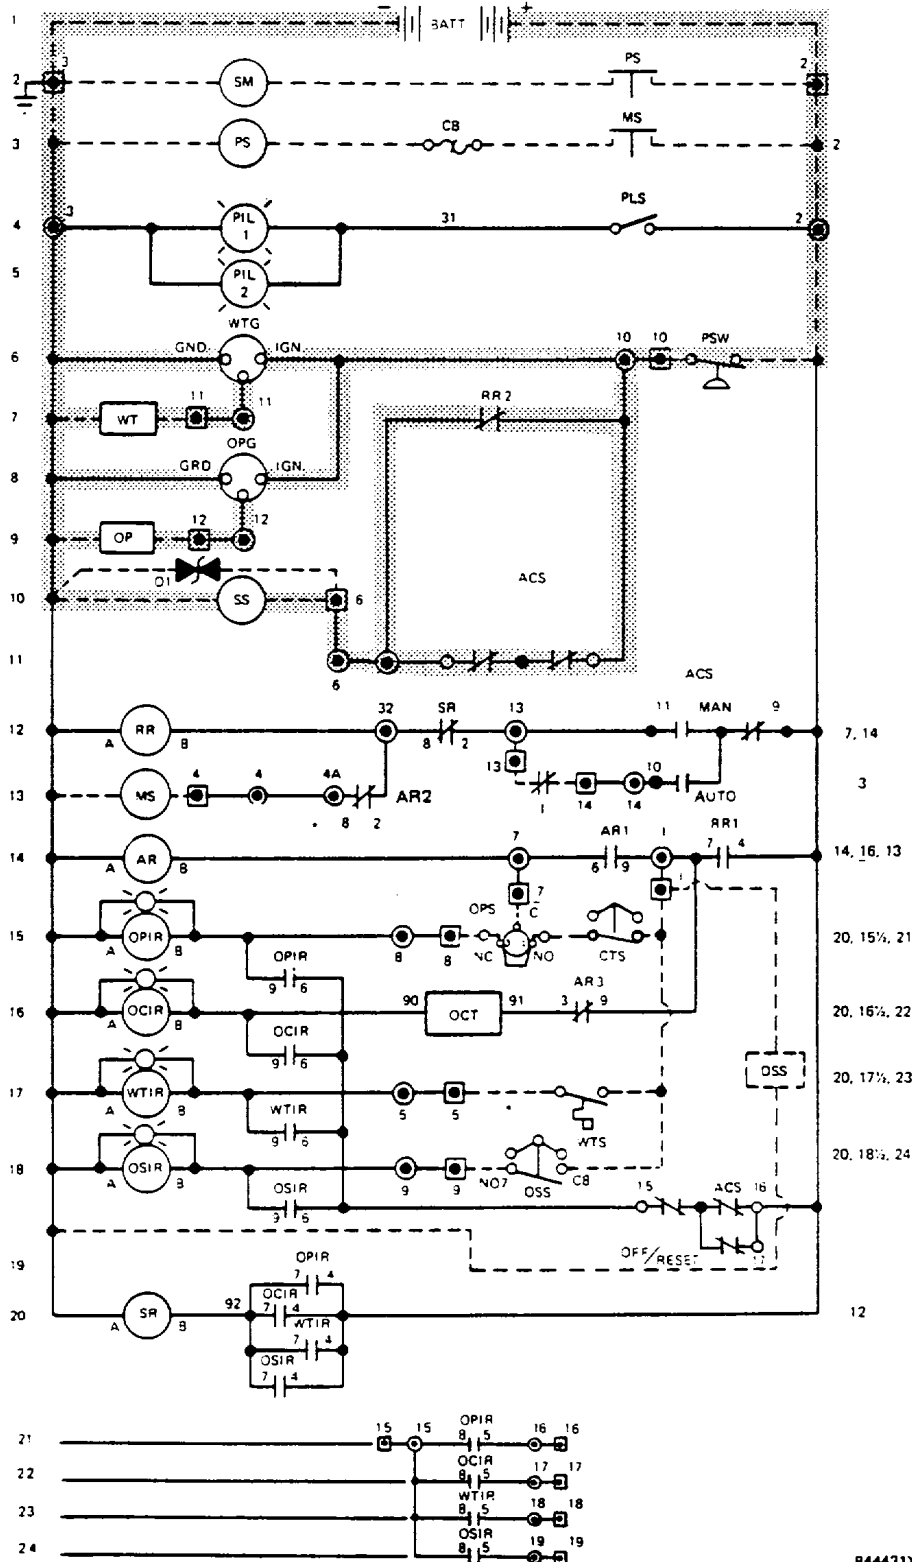 1 − BATT +
3 PS 2
2 SM
MS
3 PS CB 2
3 PLS
4 PIL 1 31 2
5 PIL 2
WTG
6 GND. IGN. 10 10 PSW
RR2
7 WT 11 11
OPG
8 GRD IGN.
9 OP 12 12
D1 ACS
10 SS 6
11 6
ACS
32 SR 13 11 MAN 9
12 A RR B 8 2 7, 14
13 10
13 MS 4 4 4A AR2 1 14 14 AUTO 3
8 2
7 AR1 1 RR1
14 A AR B 6 9 7 4 14, 16, 13
7 1
OPS C
15 A OPIR B 8 8 NC NO CTS 20, 15½, 21
OPIR
9 6 AR3
16 A OCIR B 90 OCT 91 3 9 20, 16½, 22
OCIR
9 6 OSS
17 A WTIR B 5 5 20, 17½, 23
WTIR WTS
9 6
18 A OSIR B 9 9 NO7 OSS C8 20, 18½, 24
OSIR 15 ACS 16
9 6
OFF/RESET 17
19 OPIR
7 4
OCIR
20 A SR B 92 7 4 12
WTIR
7 4
OSIR
7 4
OPIR
21 15 15 8 5 16 16
OCIR
22 8 5 17 17
WTIR
23 8 5 18 18
OSIR
24 8 5 19 19